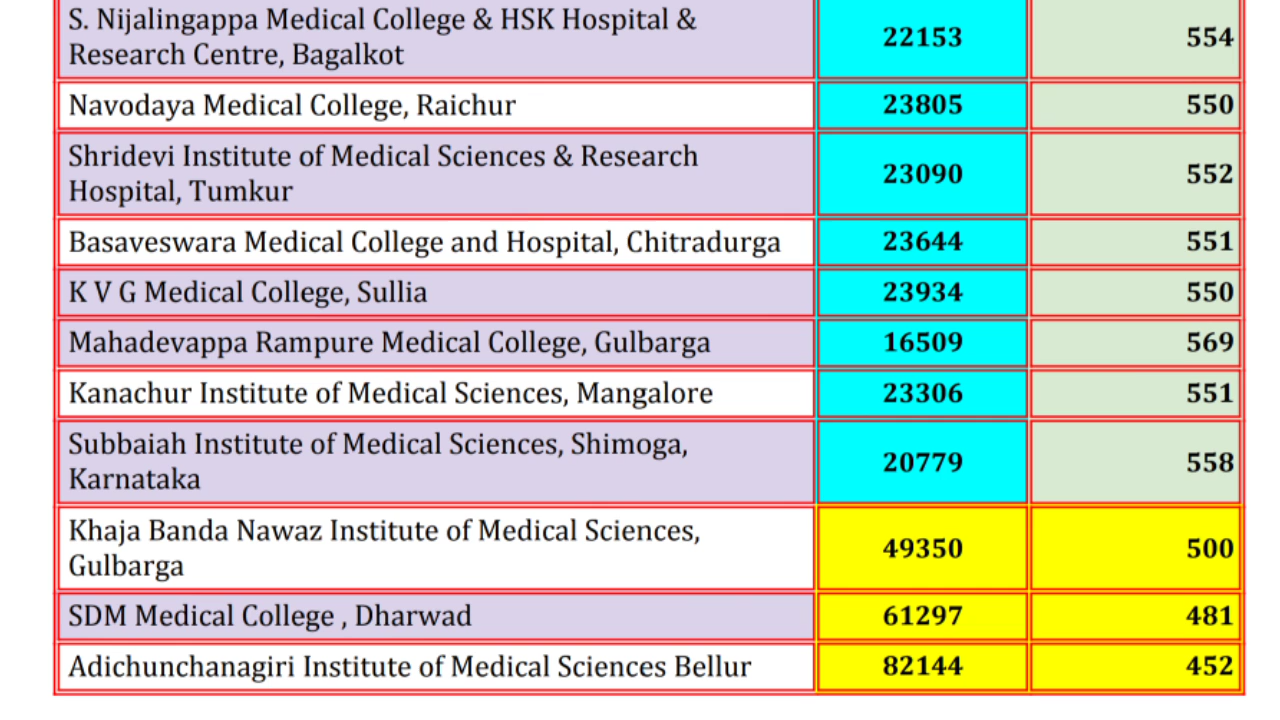 S. Nijalingappa Medical College & HSK Hospital &
Research Centre, Bagalkot
22153
554
Navodaya Medical College, Raichur
23805
550
Shridevi Institute of Medical Sciences & Research
Hospital, Tumkur
23090
552
Basaveswara Medical College and Hospital, Chitradurga
23644
551
K V G Medical College, Sullia
23934
550
Mahadevappa Rampure Medical College, Gulbarga
16509
569
Kanachur Institute of Medical Sciences, Mangalore
23306
551
Subbaiah Institute of Medical Sciences, Shimoga,
Karnataka
20779
558
Khaja Banda Nawaz Institute of Medical Sciences,
Gulbarga
49350
500
SDM Medical College , Dharwad
61297
481
Adichunchanagiri Institute of Medical Sciences Bellur
82144
452